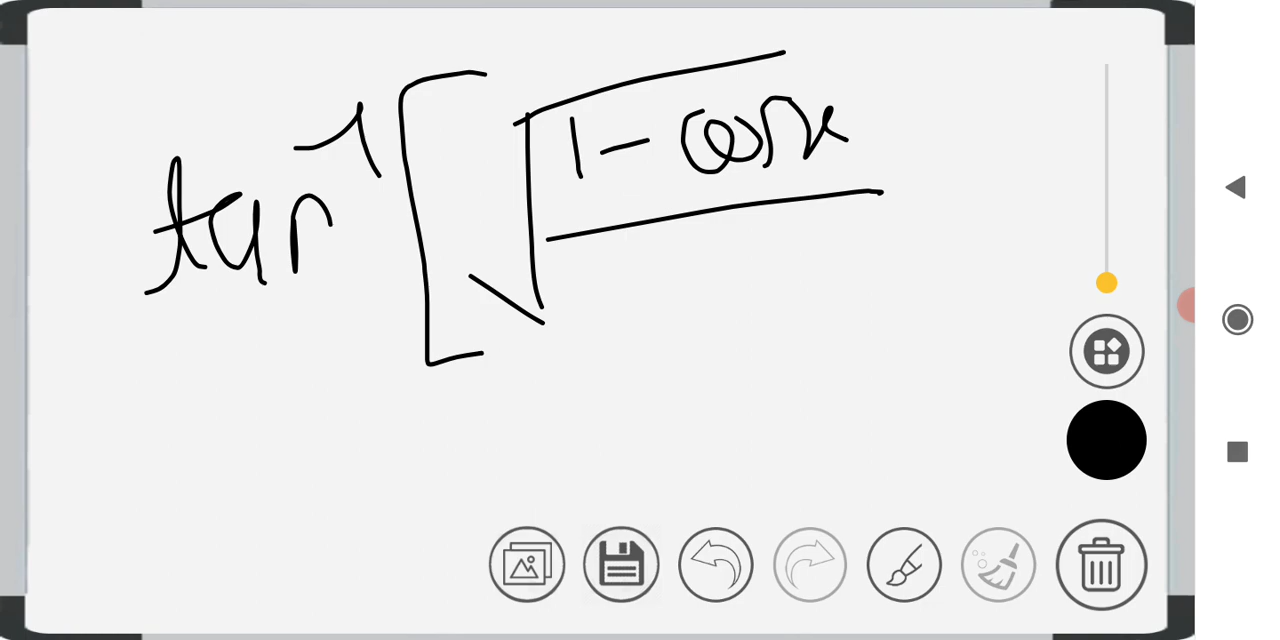 tan⁻¹ [ √ 1 - cosx